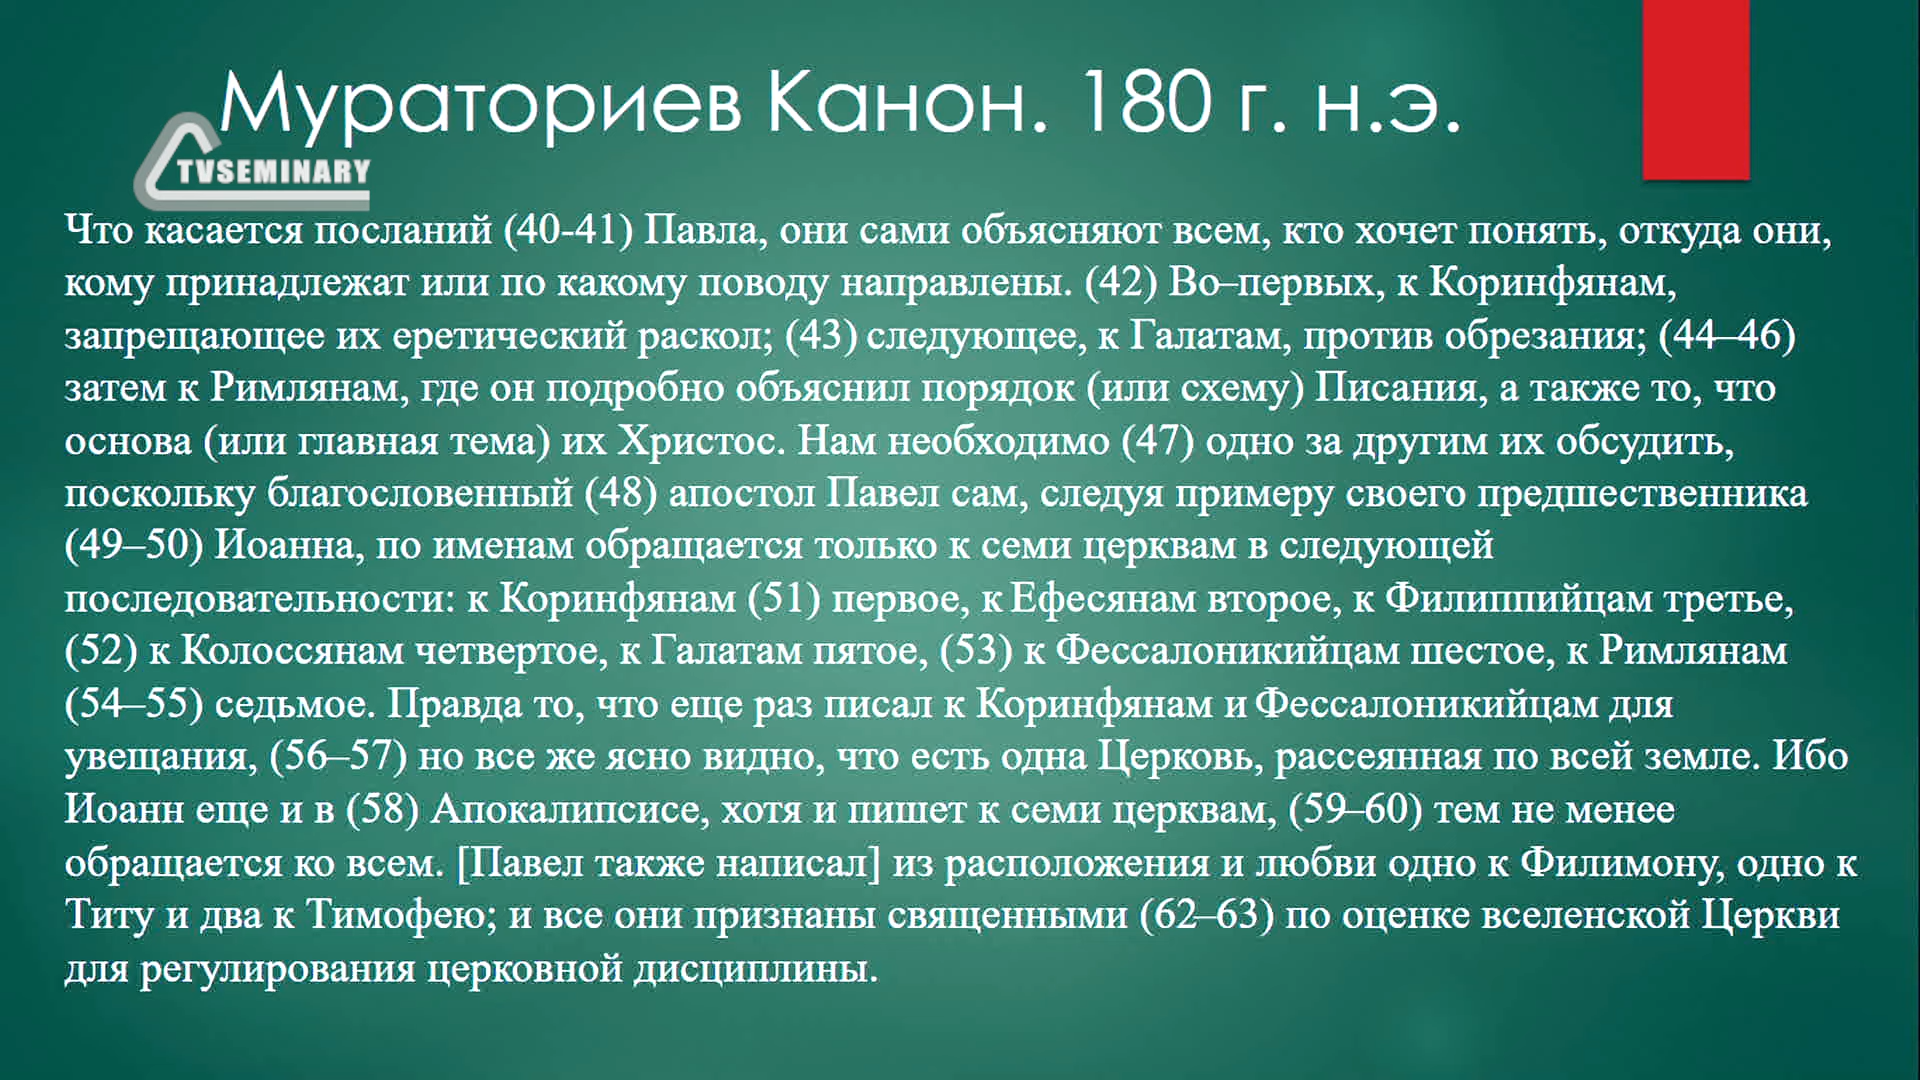 Мураториев Канон. 180 г. н.э.
TVSEMINARY
Что касается посланий (40-41) Павла, они сами объясняют всем, кто хочет понять, откуда они,
кому принадлежат или по какому поводу направлены. (42) Во–первых, к Коринфянам,
запрещающее их еретический раскол; (43) следующее, к Галатам, против обрезания; (44–46)
затем к Римлянам, где он подробно объяснил порядок (или схему) Писания, а также то, что
основа (или главная тема) их Христос. Нам необходимо (47) одно за другим их обсудить,
поскольку благословенный (48) апостол Павел сам, следуя примеру своего предшественника
(49–50) Иоанна, по именам обращается только к семи церквам в следующей
последовательности: к Коринфянам (51) первое, к Ефесянам второе, к Филиппийцам третье,
(52) к Колоссянам четвертое, к Галатам пятое, (53) к Фессалоникийцам шестое, к Римлянам
(54–55) седьмое. Правда то, что еще раз писал к Коринфянам и Фессалоникийцам для
увещания, (56–57) но все же ясно видно, что есть одна Церковь, рассеянная по всей земле. Ибо
Иоанн еще и в (58) Апокалипсисе, хотя и пишет к семи церквам, (59–60) тем не менее
обращается ко всем. [Павел также написал] из расположения и любви одно к Филимону, одно к
Титу и два к Тимофею; и все они признаны священными (62–63) по оценке вселенской Церкви
для регулирования церковной дисциплины.